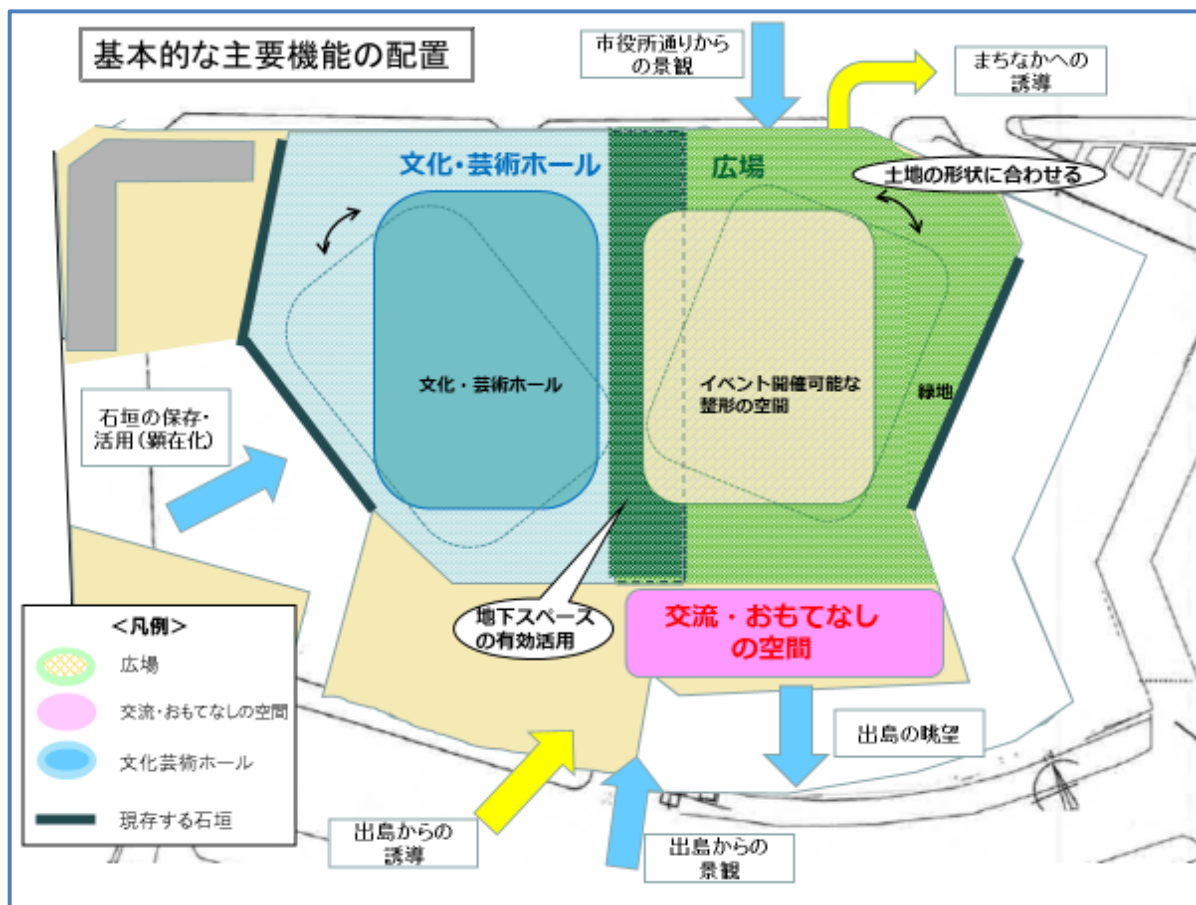 基本的な主要機能の配置
市役所通りから
の景観
まちなかへの
誘導
文化・芸術ホール
広場
土地の形状に合わせる
文化・芸術ホール
イベント開催可能な
整形の空間
緑地
石垣の保存・
活用(顕在化)
地下スペース
の有効活用
交流・おもてなし
の空間
<凡例>
広場
交流・おもてなしの空間
文化芸術ホール
現存する石垣
出島の眺望
出島からの
誘導
出島からの
景観